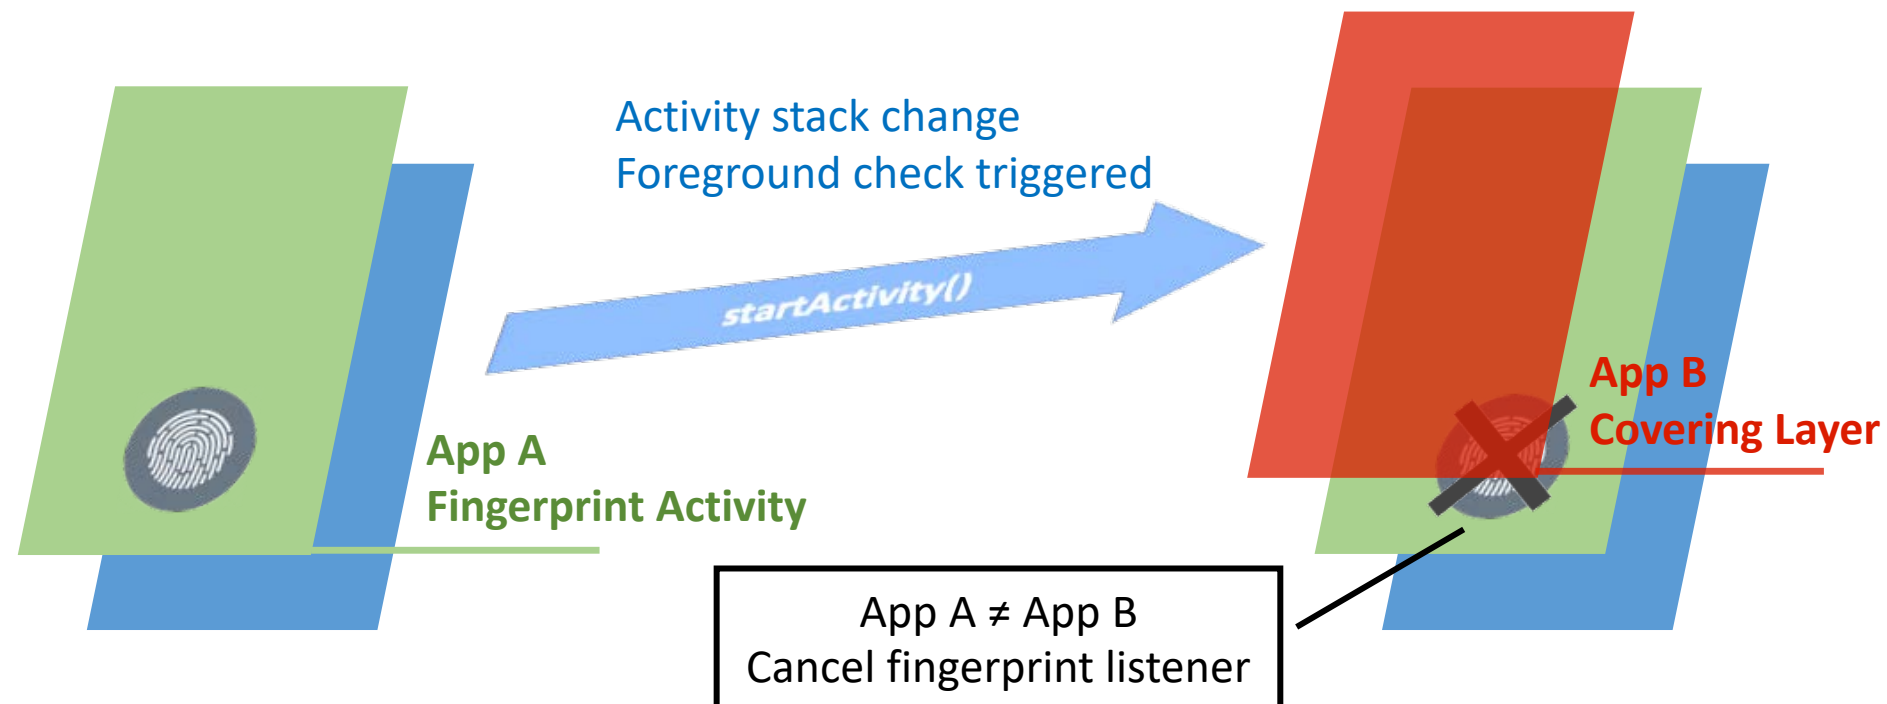 Activity stack change
Foreground check triggered
startActivity()
App A
Fingerprint Activity
App B
Covering Layer
App A ≠ App B
Cancel fingerprint listener